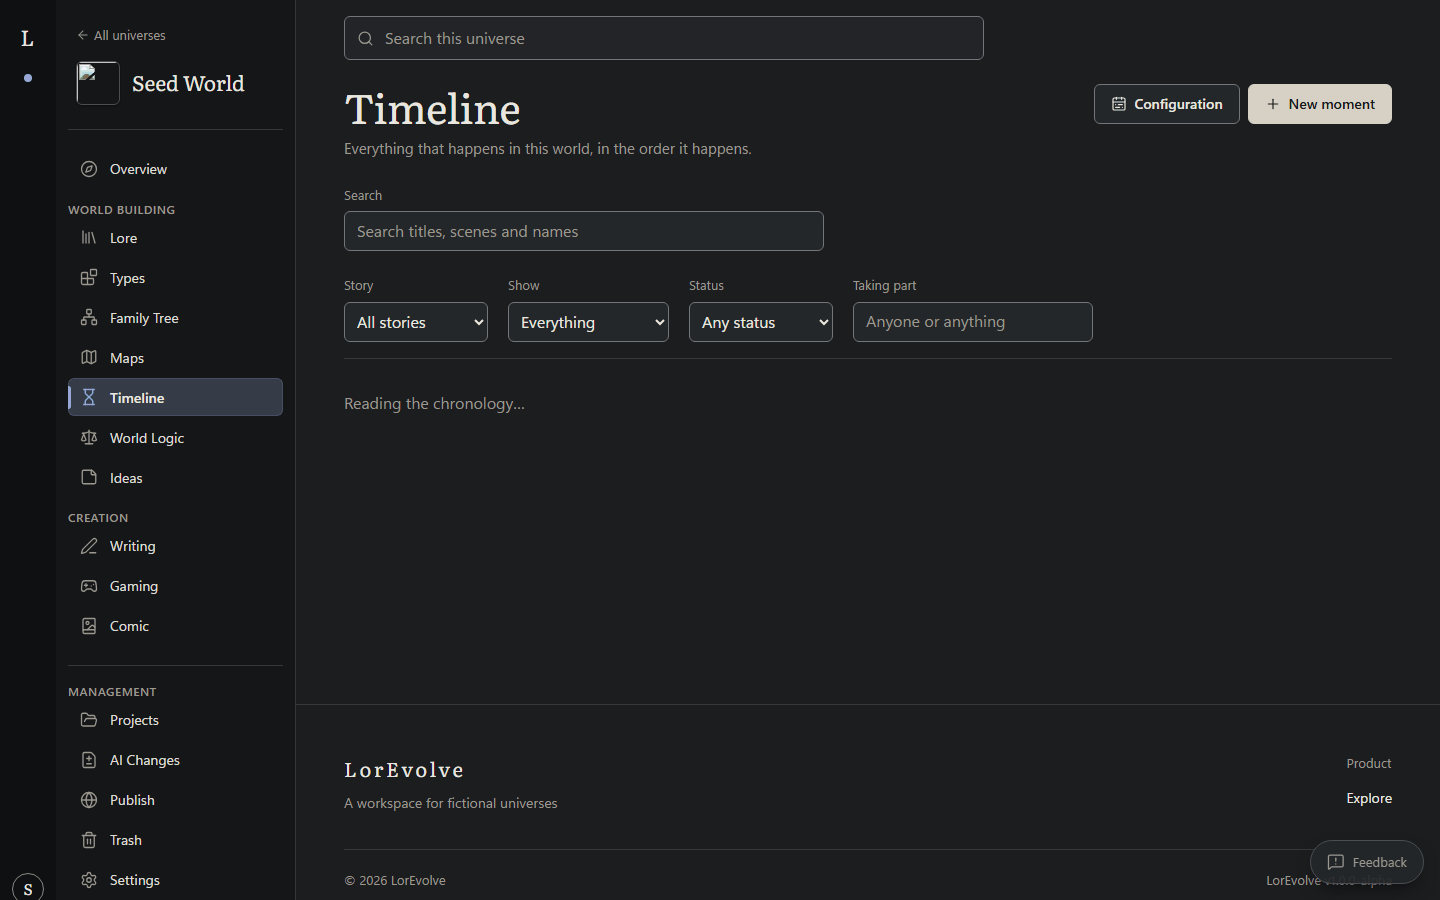 L
All universes
Seed World
Overview
WORLD BUILDING
Lore
Types
Family Tree
Maps
Timeline
World Logic
Ideas
CREATION
Writing
Gaming
Comic
MANAGEMENT
Projects
AI Changes
Publish
Trash
Settings
S
Search this universe
Timeline
Everything that happens in this world, in the order it happens.
Configuration
New moment
Search
Search titles, scenes and names
Story
Show
Status
Taking part
All stories
Everything
Any status
Anyone or anything
Reading the chronology...
LorEvolve
A workspace for fictional universes
Product
Explore
© 2026 LorEvolve
LorEvolve v1.0.0-alpha
Feedback